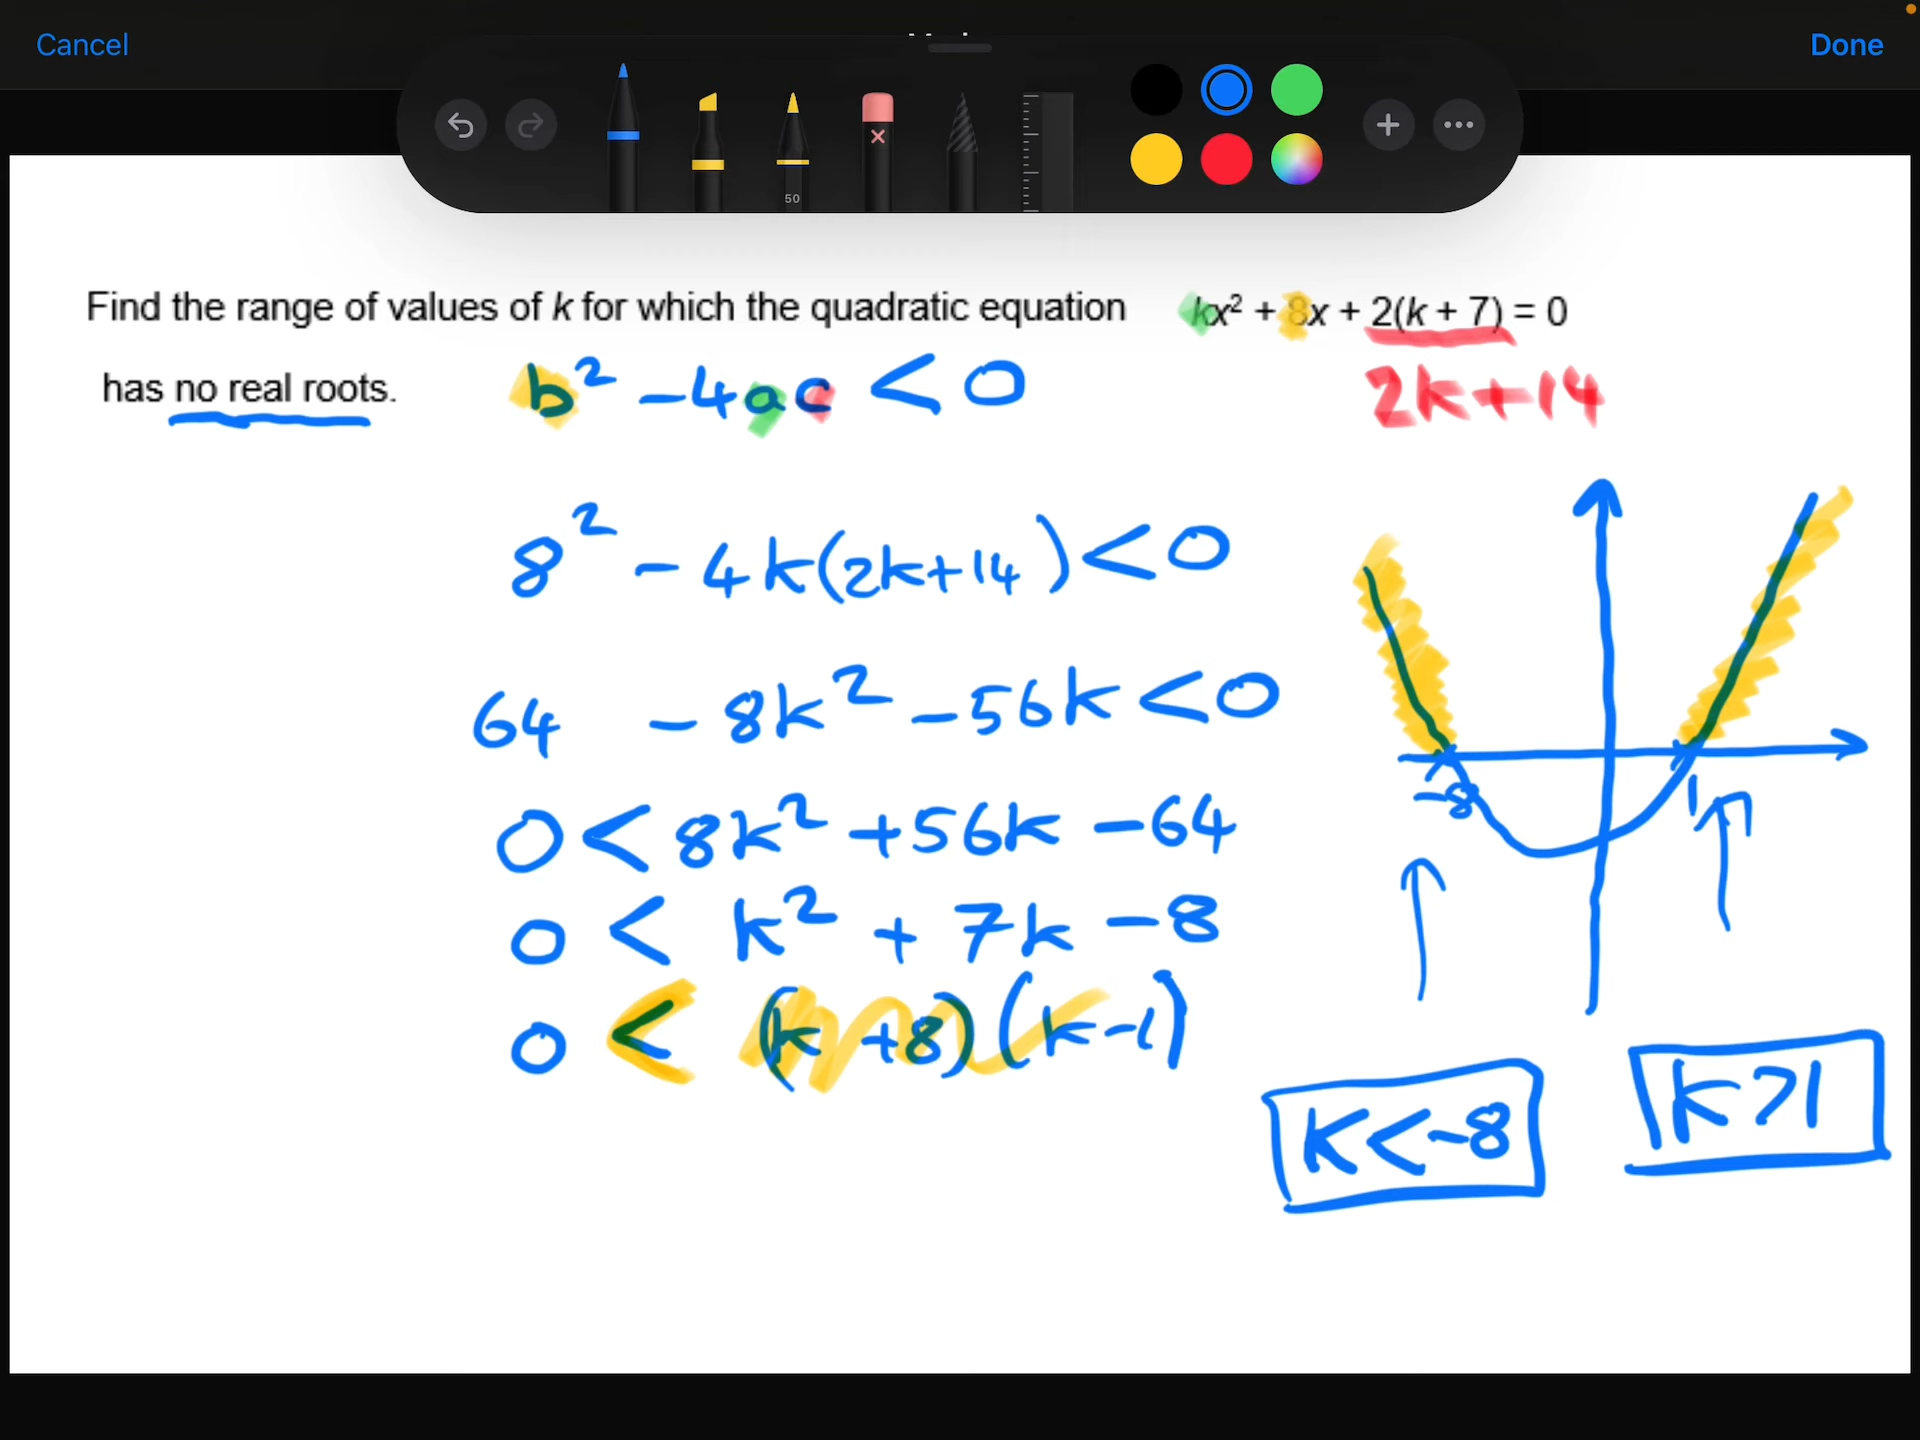 Cancel
Done
50
Find the range of values of k for which the quadratic equation kx² + 8x + 2(k + 7) = 0
has no real roots.
b² - 4ac < 0
2k+14
8² - 4k(2k+14) < 0
64 - 8k² - 56k < 0
0 < 8k² + 56k - 64
0 < k² + 7k - 8
0 < (k+8)(k-1)
-8
1
k < -8
k > 1